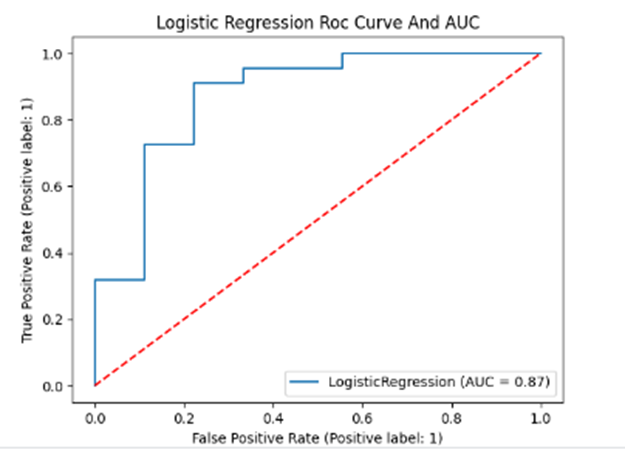 Logistic Regression Roc Curve And AUC
1.0
0.8
0.6
0.4
0.2
0.0
True Positive Rate (Positive label: 1)
LogisticRegression (AUC = 0.87)
0.0 0.2 0.4 0.6 0.8 1.0
False Positive Rate (Positive label: 1)